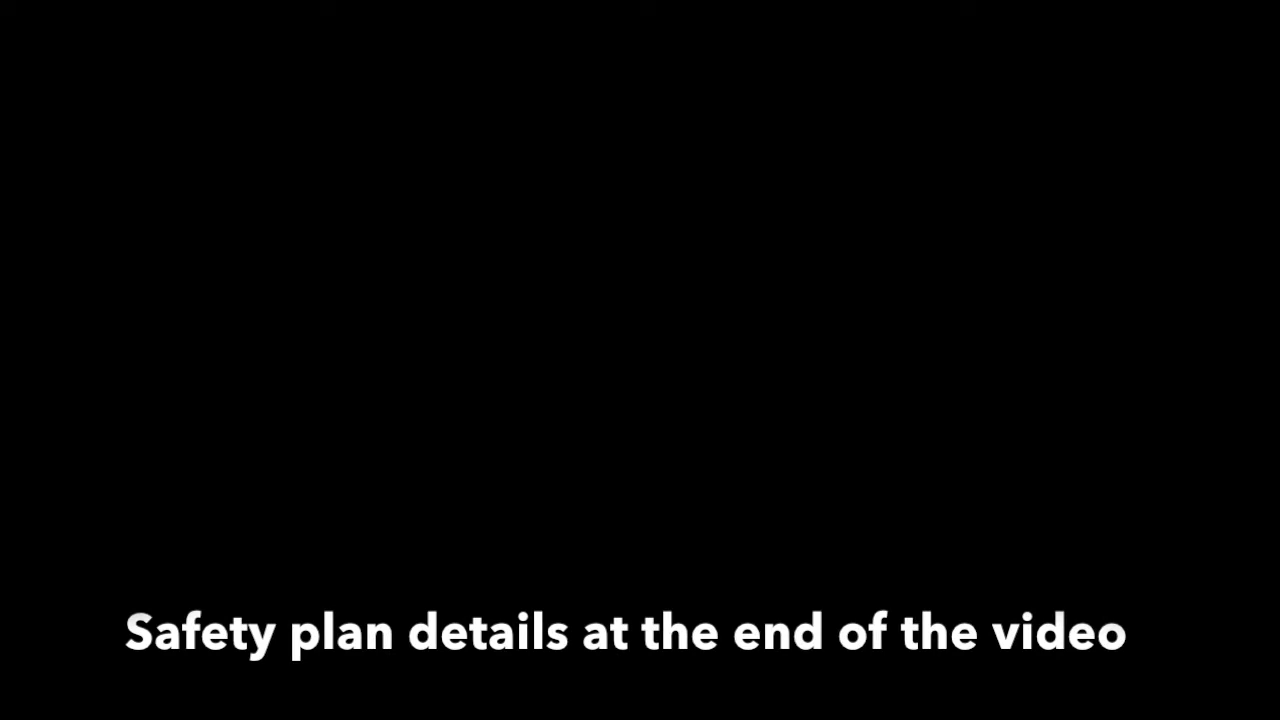 Safety plan details at the end of the video